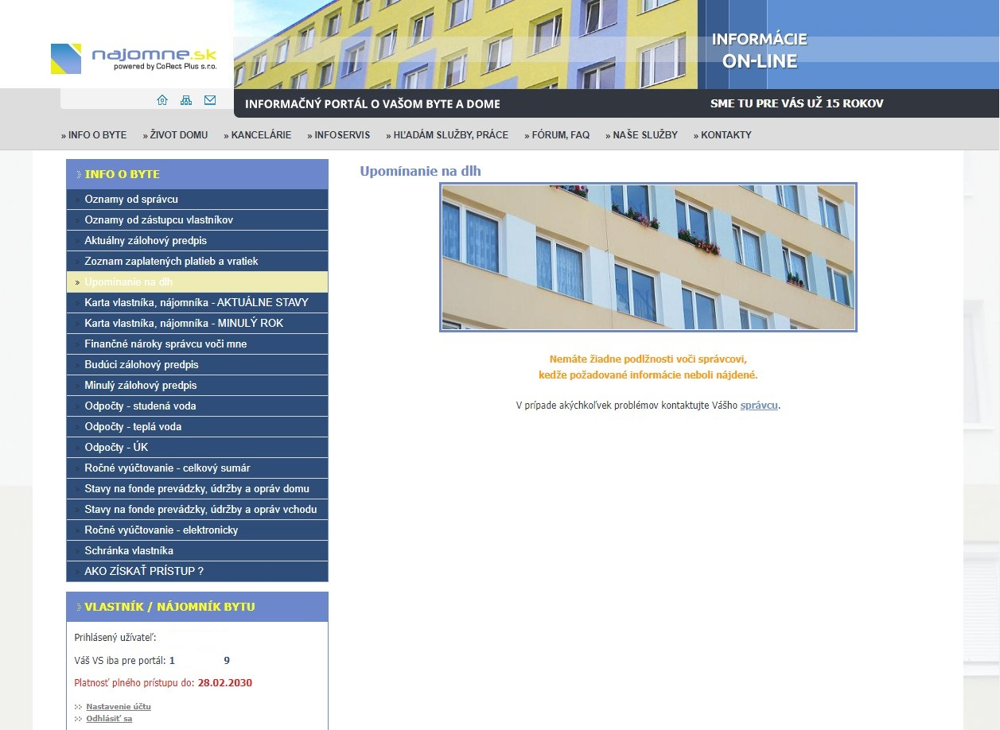 najomne.sk
powered by CoRect Plus s.r.o.
INFORMÁCIE
ON-LINE
INFORMAČNÝ PORTÁL O VAŠOM BYTE A DOME
SME TU PRE VÁS UŽ 15 ROKOV
» INFO O BYTE » ŽIVOT DOMU » KANCELÁRIE » INFOSERVIS » HĽADÁM SLUŽBY, PRÁCE » FÓRUM, FAQ » NAŠE SLUŽBY » KONTAKTY
INFO O BYTE
Oznamy od správcu
Oznamy od zástupcu vlastníkov
Aktuálny zálohový predpis
Zoznam zaplatených platieb a vratiek
Upomínanie na dlh
Karta vlastníka, nájomníka - AKTUÁLNE STAVY
Karta vlastníka, nájomníka - MINULÝ ROK
Finančné nároky správcu voči mne
Budúci zálohový predpis
Minulý zálohový predpis
Odpočty - studená voda
Odpočty - teplá voda
Odpočty - ÚK
Ročné vyúčtovanie - celkový sumár
Stavy na fonde prevádzky, údržby a opráv domu
Stavy na fonde prevádzky, údržby a opráv vchodu
Ročné vyúčtovanie - elektronicky
Schránka vlastníka
AKO ZÍSKAŤ PRÍSTUP ?
VLASTNÍK / NÁJOMNÍK BYTU
Prihlásený užívateľ:
Váš VS iba pre portál: 1 9
Platnosť plného prístupu do: 28.02.2030
Nastavenie účtu
Odhlásiť sa
Upomínanie na dlh
Nemáte žiadne podlžnosti voči správcovi,
kedže požadované informácie neboli nájdené.
V prípade akýchkoľvek problémov kontaktujte Vášho správcu.